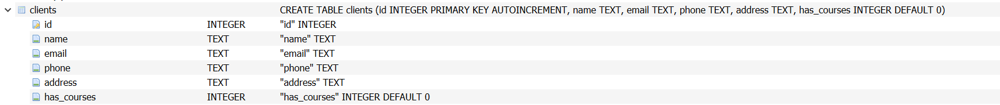 clients CREATE TABLE clients (id INTEGER PRIMARY KEY AUTOINCREMENT, name TEXT, email TEXT, phone TEXT, address TEXT, has_courses INTEGER DEFAULT 0)
id INTEGER "id" INTEGER
name TEXT "name" TEXT
email TEXT "email" TEXT
phone TEXT "phone" TEXT
address TEXT "address" TEXT
has_courses INTEGER "has_courses" INTEGER DEFAULT 0